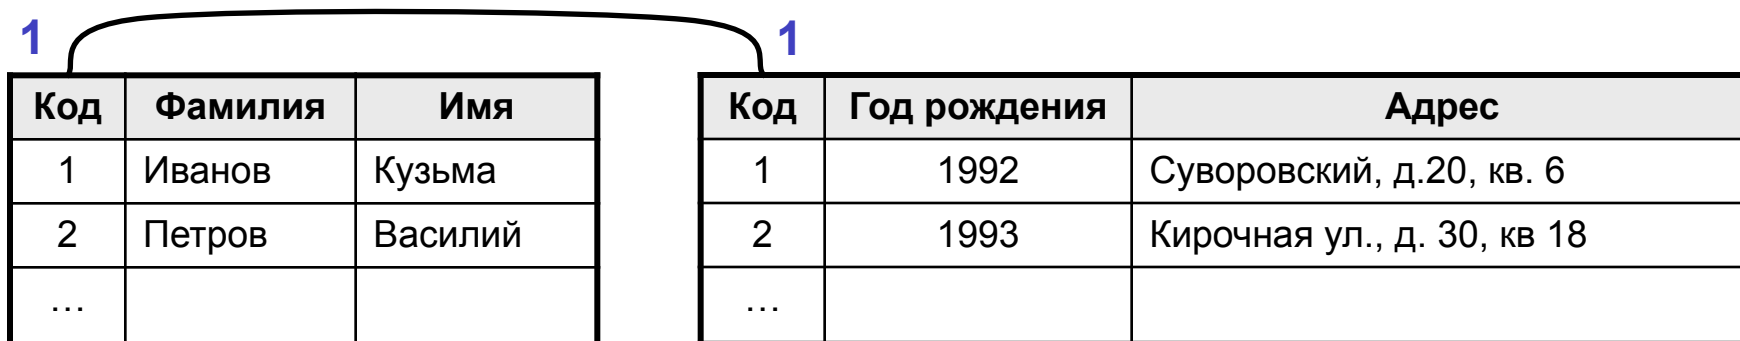 1 1
Код Фамилия Имя Код Год рождения Адрес
1 Иванов Кузьма 1 1992 Суворовский, д.20, кв. 6
2 Петров Василий 2 1993 Кирочная ул., д. 30, кв 18
… …